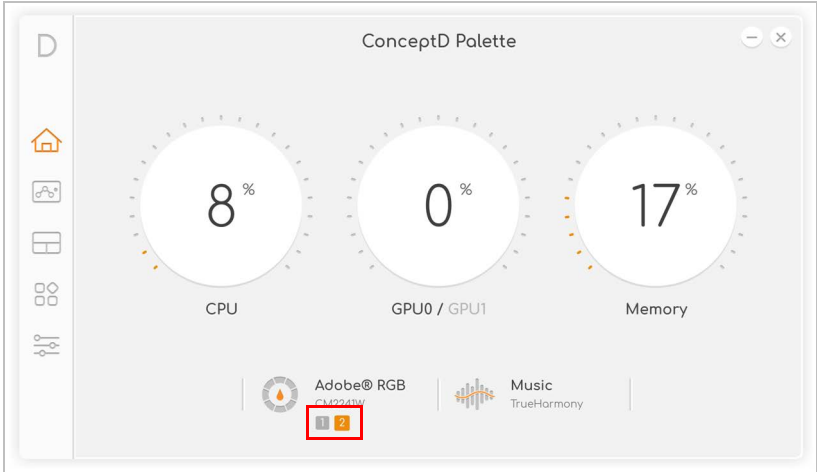 D
ConceptD Palette
8 %
0 %
17 %
CPU
GPU0 / GPU1
Memory
Adobe® RGB
CM2241W
1 2
Music
TrueHarmony